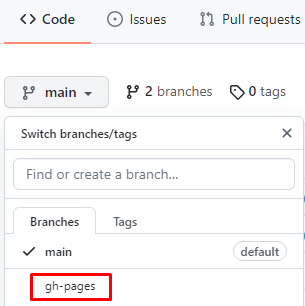 Code Issues Pull requests
main 2 branches 0 tags
Switch branches/tags
Find or create a branch...
Branches Tags
main default
gh-pages